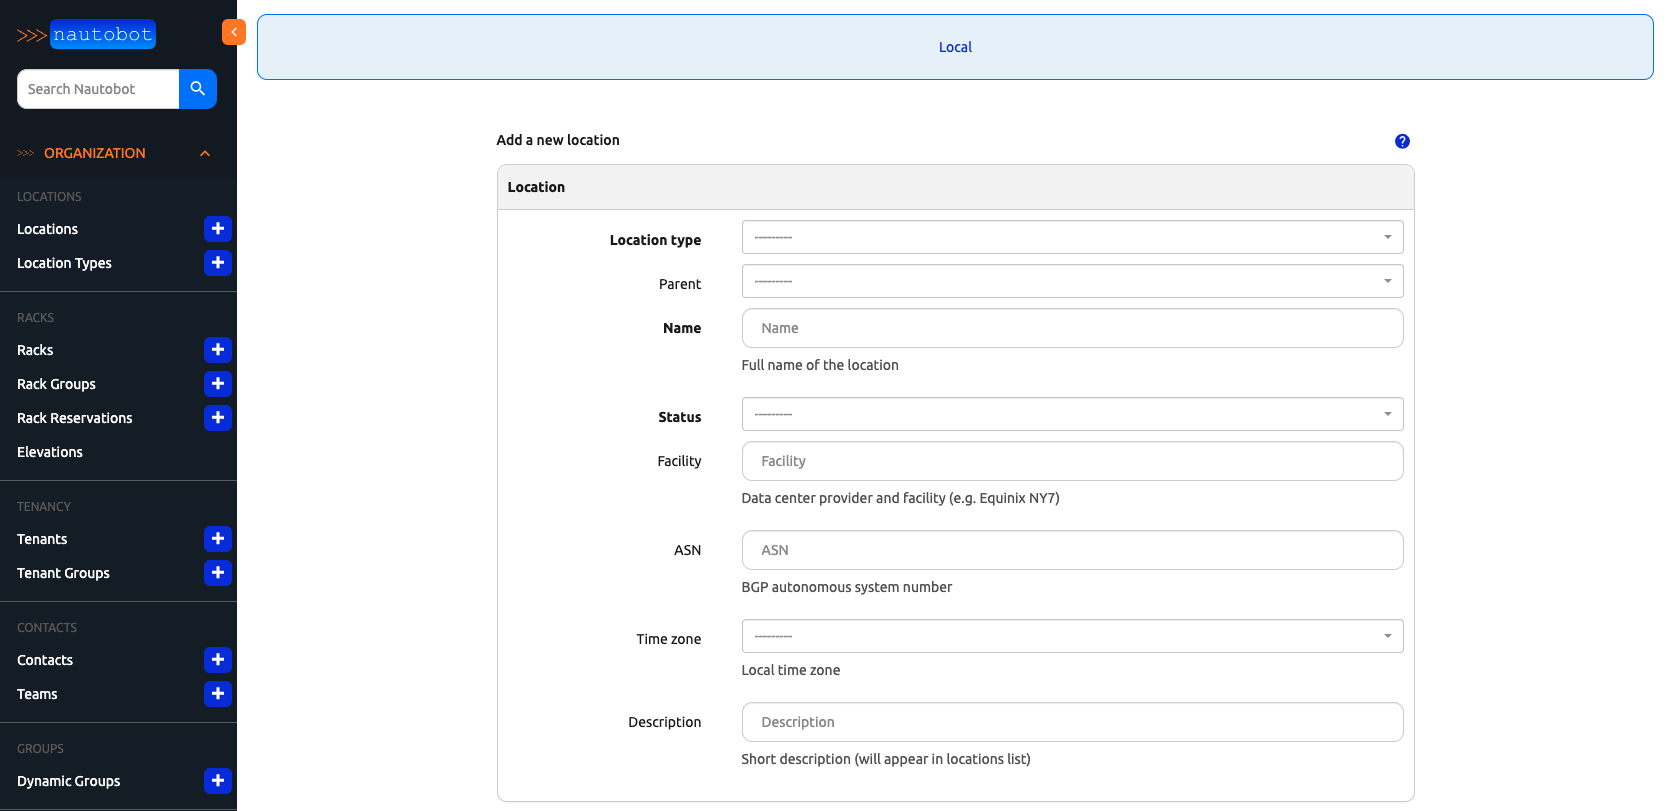 >>> nautobot
Search Nautobot
>>> ORGANIZATION
LOCATIONS
Locations
Location Types
RACKS
Racks
Rack Groups
Rack Reservations
Elevations
TENANCY
Tenants
Tenant Groups
CONTACTS
Contacts
Teams
GROUPS
Dynamic Groups
Local
Add a new location
?
Location
Location type ---------
Parent ---------
Name Name
Full name of the location
Status ---------
Facility Facility
Data center provider and facility (e.g. Equinix NY7)
ASN ASN
BGP autonomous system number
Time zone ---------
Local time zone
Description Description
Short description (will appear in locations list)